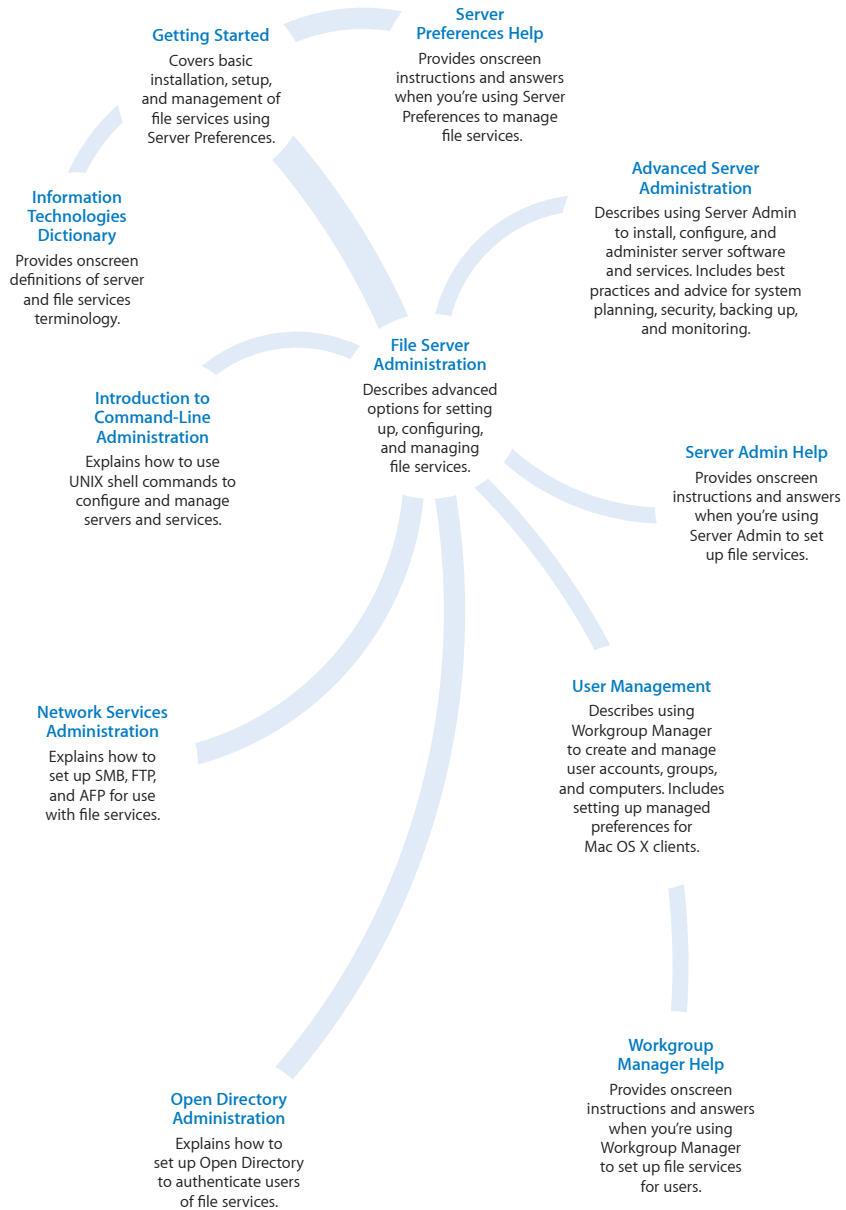 Getting Started
Covers basic
installation, setup,
and management of
file services using
Server Preferences.
Server
Preferences Help
Provides onscreen
instructions and answers
when you’re using Server
Preferences to manage
file services.
Information
Technologies
Dictionary
Provides onscreen
definitions of server
and file services
terminology.
Advanced Server
Administration
Describes using Server Admin
to install, configure, and
administer server software
and services. Includes best
practices and advice for system
planning, security, backing up,
and monitoring.
File Server
Administration
Describes advanced
options for setting
up, configuring,
and managing
file services.
Introduction to
Command-Line
Administration
Explains how to use
UNIX shell commands to
configure and manage
servers and services.
Server Admin Help
Provides onscreen
instructions and answers
when you’re using
Server Admin to set
up file services.
Network Services
Administration
Explains how to
set up SMB, FTP,
and AFP for use
with file services.
User Management
Describes using
Workgroup Manager
to create and manage
user accounts, groups,
and computers. Includes
setting up managed
preferences for
Mac OS X clients.
Open Directory
Administration
Explains how to
set up Open Directory
to authenticate users
of file services.
Workgroup
Manager Help
Provides onscreen
instructions and answers
when you’re using
Workgroup Manager
to set up file services
for users.